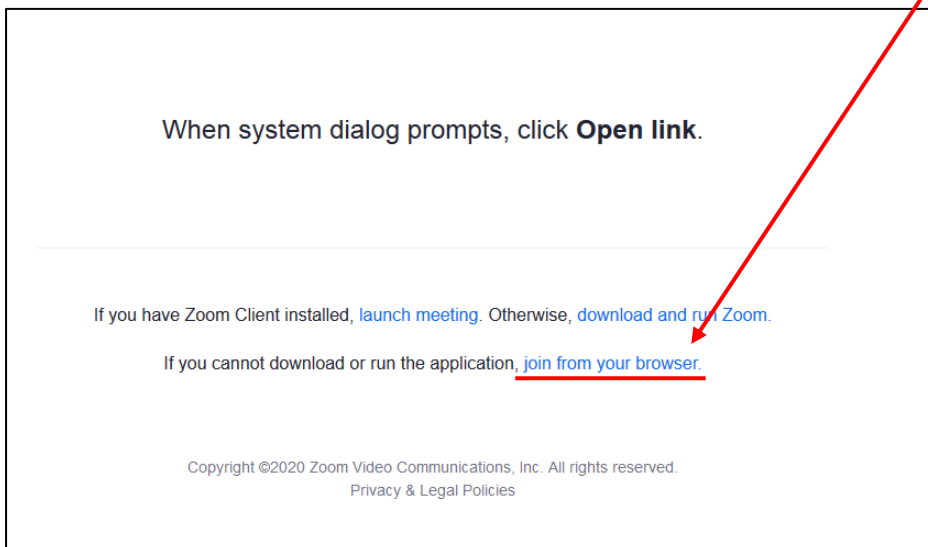 When system dialog prompts, click Open link.
If you have Zoom Client installed, launch meeting. Otherwise, download and run Zoom.
If you cannot download or run the application, join from your browser.
Copyright ©2020 Zoom Video Communications, Inc. All rights reserved.
Privacy & Legal Policies